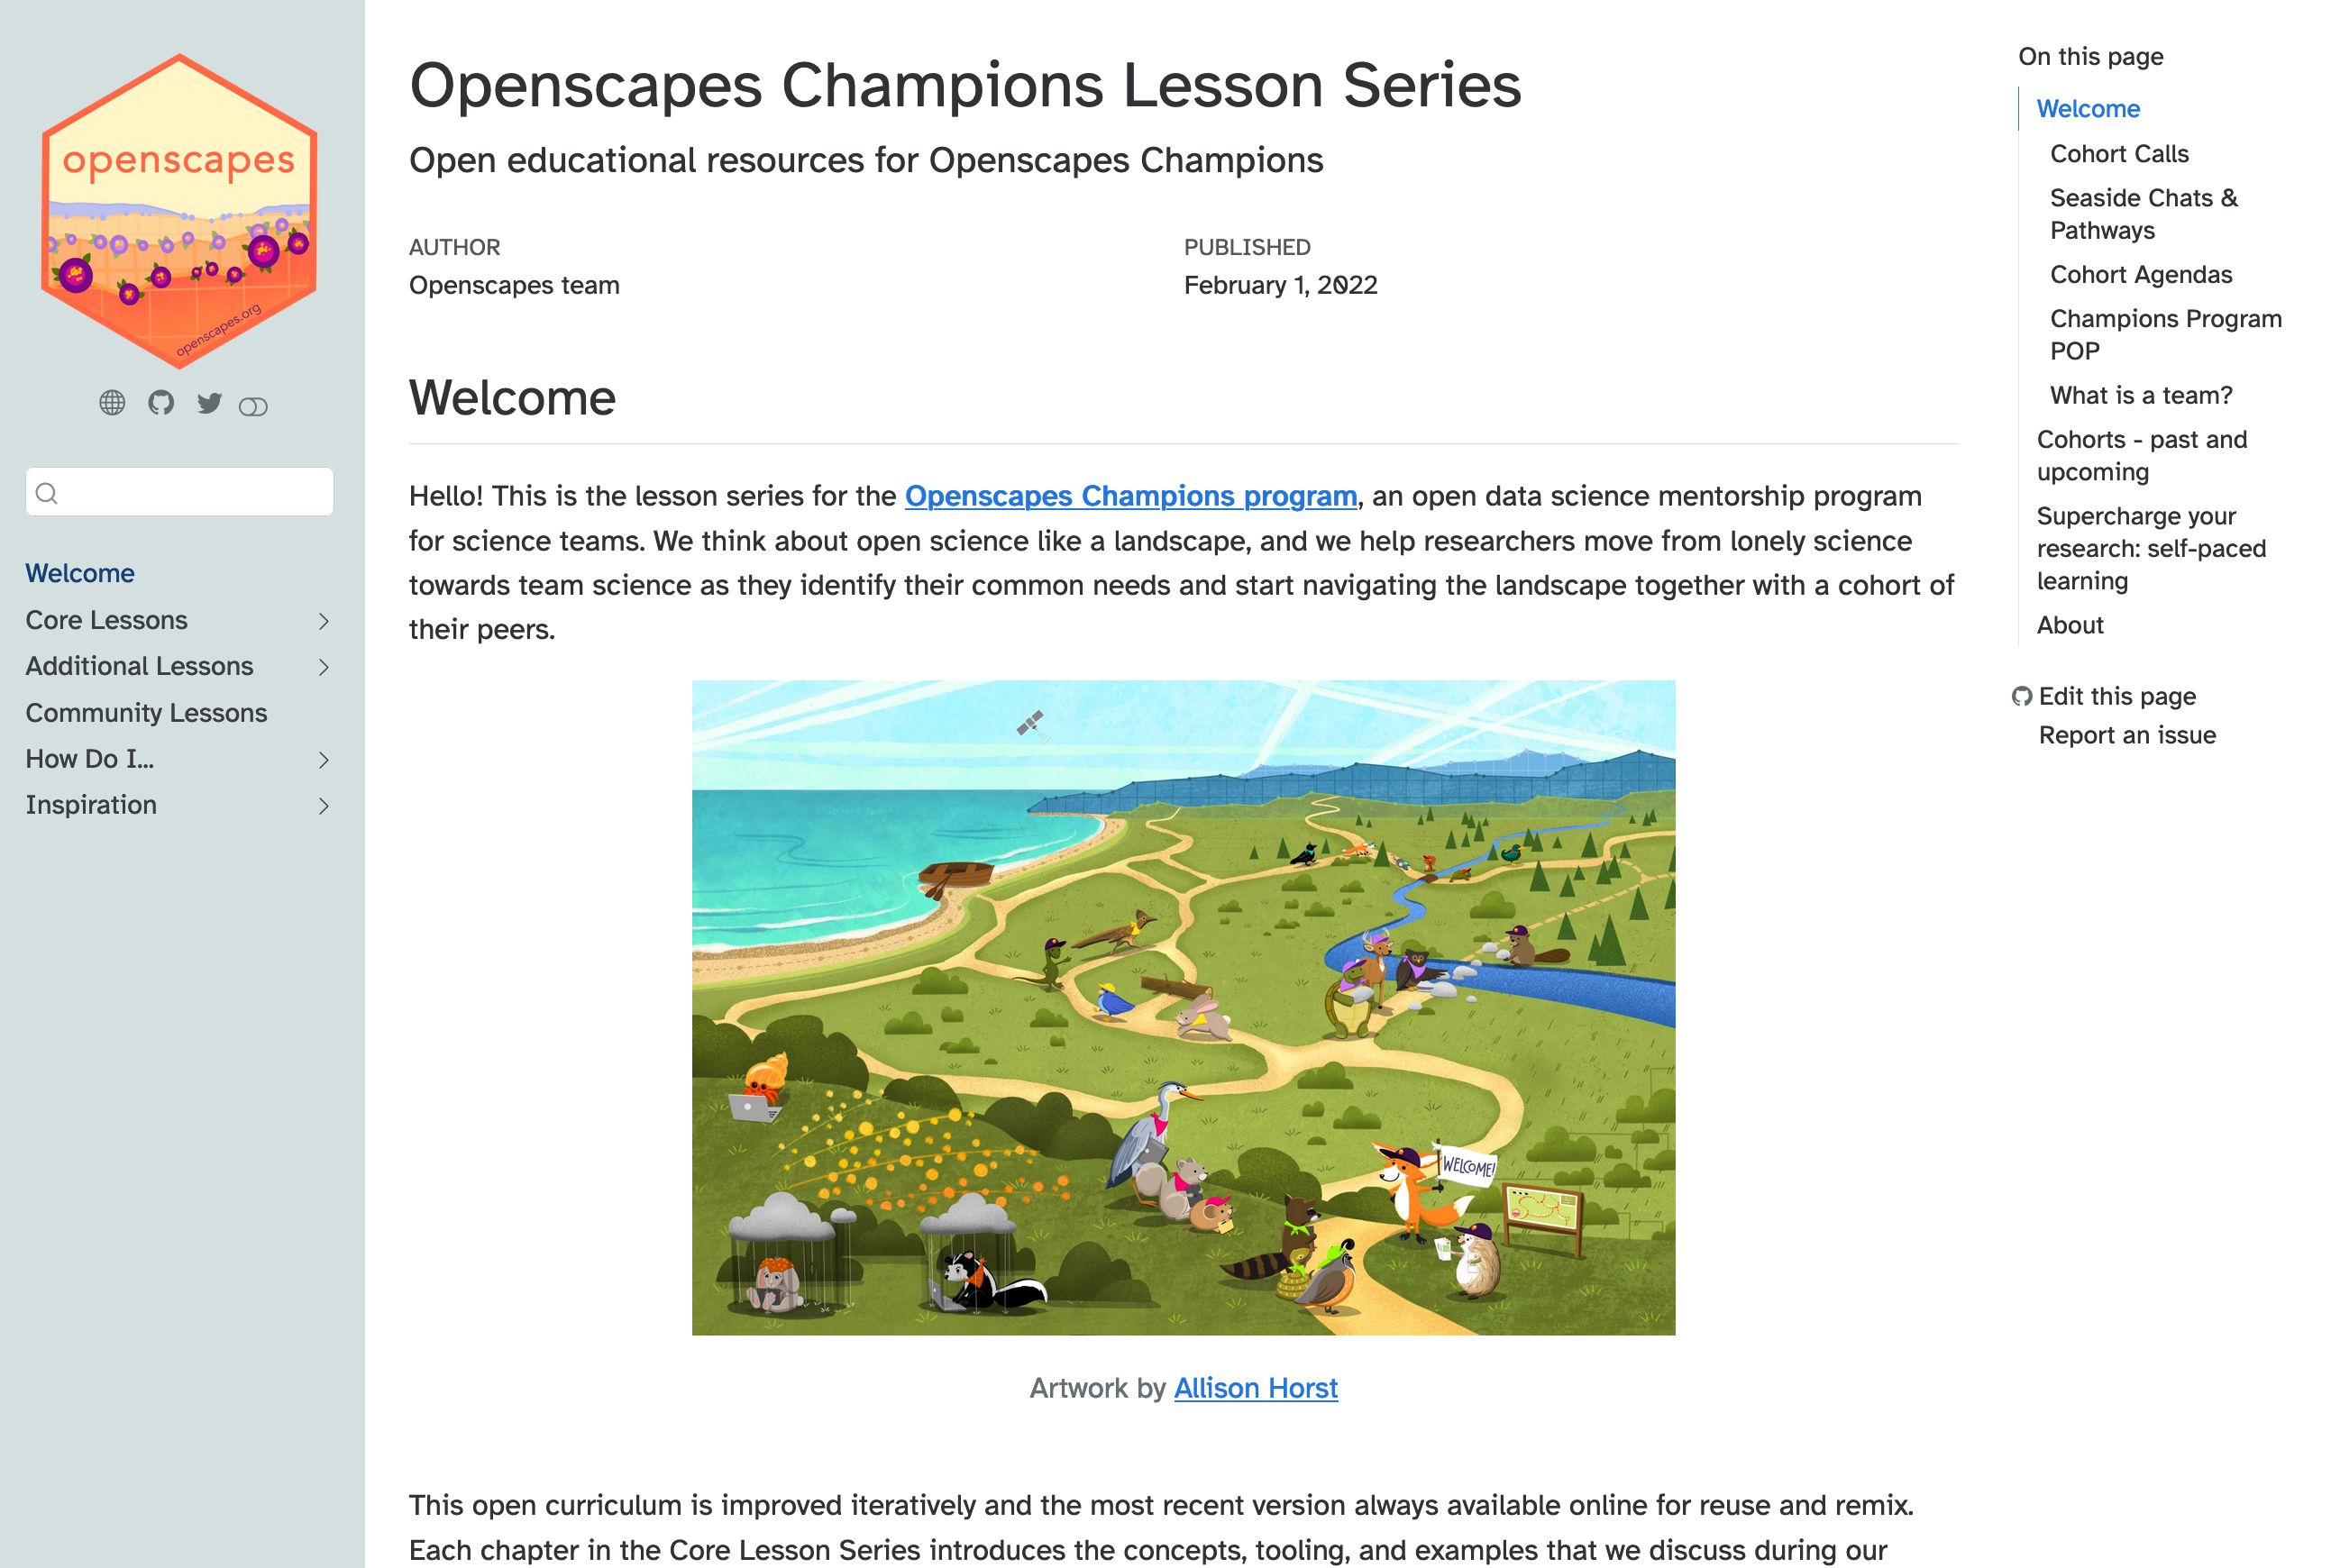 openscapes
openscapes.org
Welcome
Core Lessons
Additional Lessons
Community Lessons
How Do I...
Inspiration
Openscapes Champions Lesson Series
Open educational resources for Openscapes Champions
AUTHOR
Openscapes team
PUBLISHED
February 1, 2022
Welcome
Hello! This is the lesson series for the Openscapes Champions program, an open data science mentorship program
for science teams. We think about open science like a landscape, and we help researchers move from lonely science
towards team science as they identify their common needs and start navigating the landscape together with a cohort of
their peers.
WELCOME!
Artwork by Allison Horst
This open curriculum is improved iteratively and the most recent version always available online for reuse and remix.
Each chapter in the Core Lesson Series introduces the concepts, tooling, and examples that we discuss during our
On this page
Welcome
Cohort Calls
Seaside Chats &
Pathways
Cohort Agendas
Champions Program
POP
What is a team?
Cohorts - past and
upcoming
Supercharge your
research: self-paced
learning
About
Edit this page
Report an issue